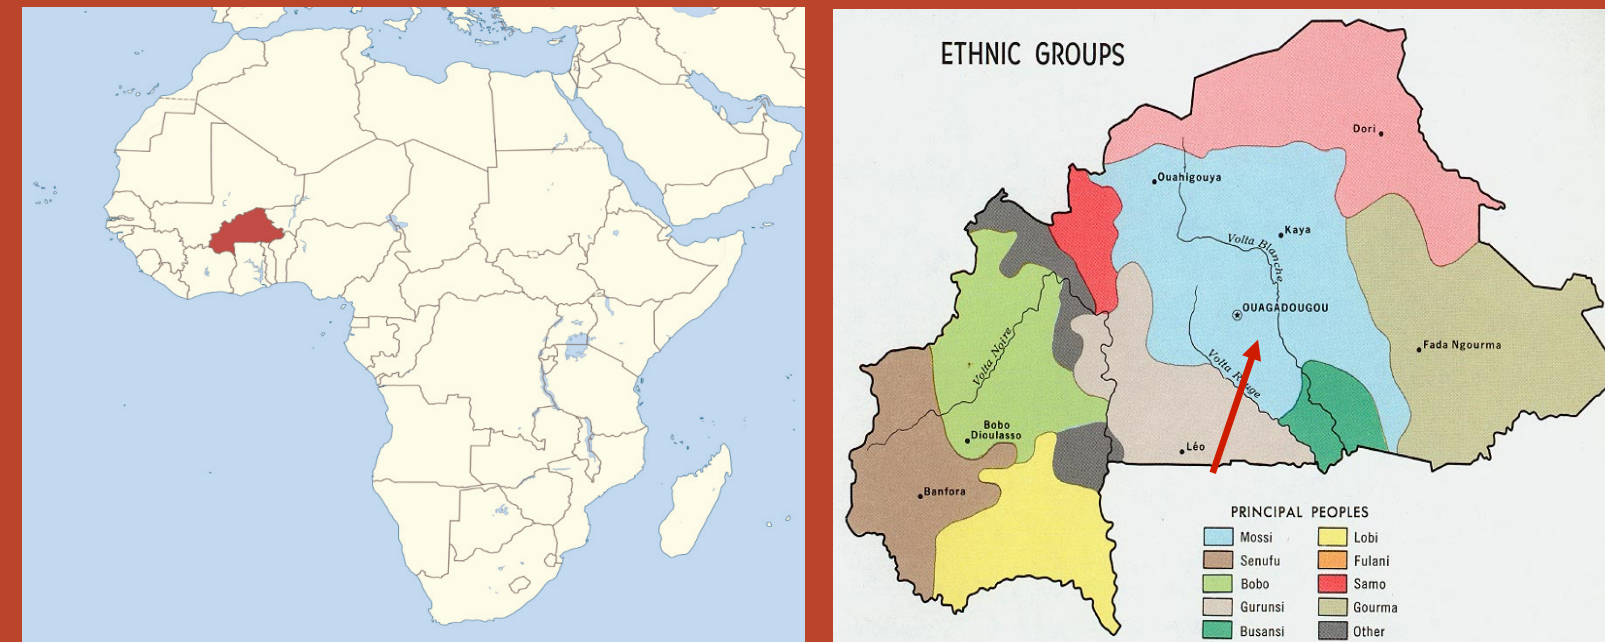 ETHNIC GROUPS
Dori
Ouahigouya
Kaya
Volta Blanche
OUAGADOUGOU
Fada Ngourma
Volta Noire
Volta Rouge
Bobo
Dioulasso
Léo
Banfora
PRINCIPAL PEOPLES
Mossi
Lobi
Senufu
Fulani
Bobo
Samo
Gurunsi
Gourma
Busansi
Other